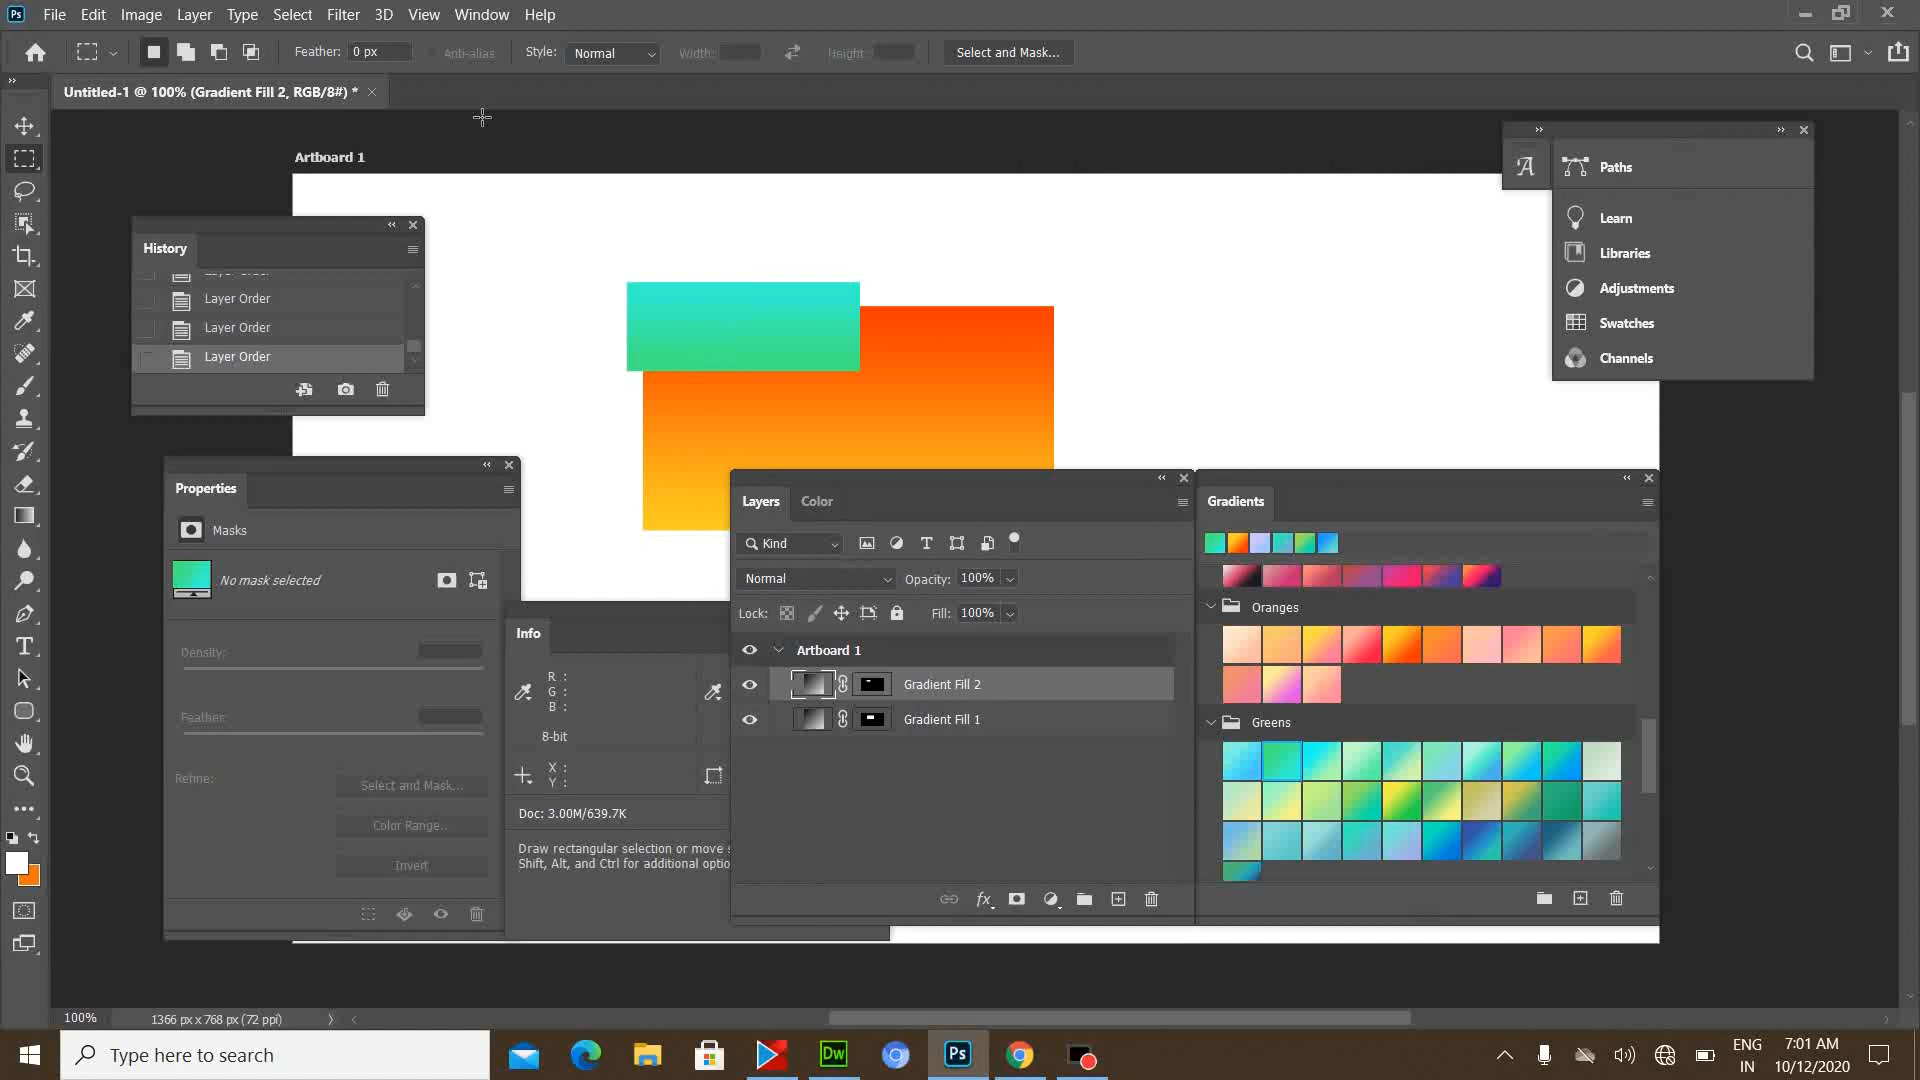 Ps File Edit Image Layer Type Select Filter 3D View Window Help
Feather: 0 px Anti-alias Style: Normal Width: Height: Select and Mask...
Untitled-1 @ 100% (Gradient Fill 2, RGB/8#) * ×
Artboard 1
Paths
Learn
Libraries
Adjustments
Swatches
Channels
History
Layer Order
Layer Order
Layer Order
Layer Order
Properties
Masks
No mask selected
Density:
Feather:
Refine:
Select and Mask...
Color Range..
Invert
Info
R :
G :
B :
8-bit
X :
Y :
Doc: 3.00M/639.7K
Draw rectangular selection or move
Shift, Alt, and Ctrl for additional optio
Layers Color
Kind
Normal Opacity: 100%
Lock: Fill: 100%
Artboard 1
Gradient Fill 2
Gradient Fill 1
fx
Gradients
Oranges
Greens
100% 1366 px x 768 px (72 ppi)
Type here to search
Dw
Ps
ENG
IN
7:01 AM
10/12/2020